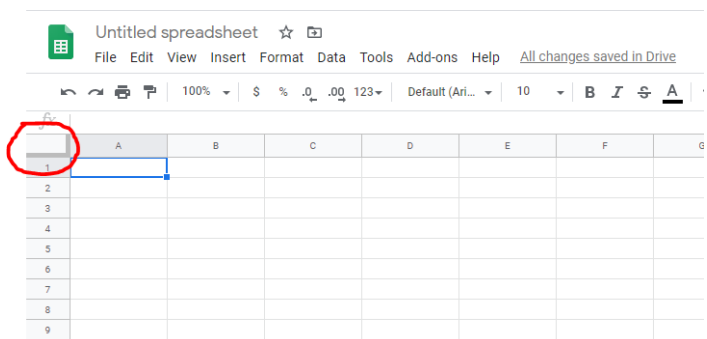 Untitled spreadsheet
File Edit View Insert Format Data Tools Add-ons Help All changes saved in Drive
100% $ % .0 .00 123 Default (Ari... 10 B I S A
fx
A B C D E F G
1
2
3
4
5
6
7
8
9